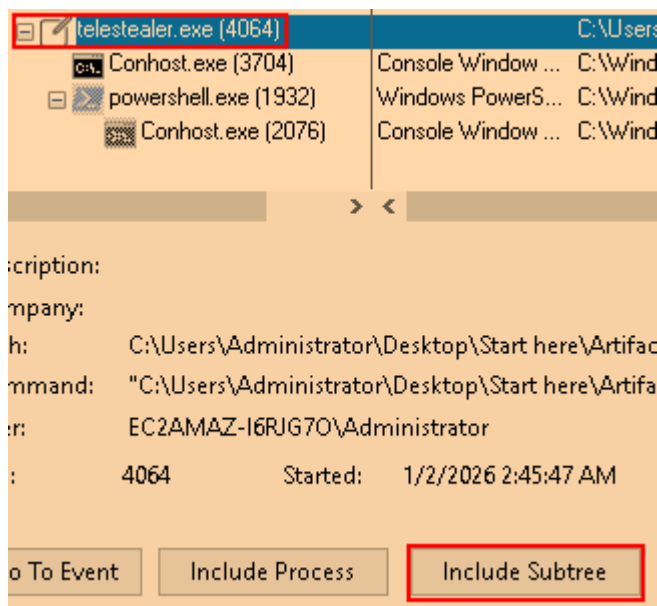 telestealer.exe (4064) C:\Users
Conhost.exe (3704) Console Window ... C:\Wind
powershell.exe (1932) Windows PowerS... C:\Wind
Conhost.exe (2076) Console Window ... C:\Wind
cription:
mpany:
h: C:\Users\Administrator\Desktop\Start here\Artifac
mmand: "C:\Users\Administrator\Desktop\Start here\Artifa
er: EC2AMAZ-I6RJG7O\Administrator
: 4064 Started: 1/2/2026 2:45:47 AM
o To Event Include Process Include Subtree